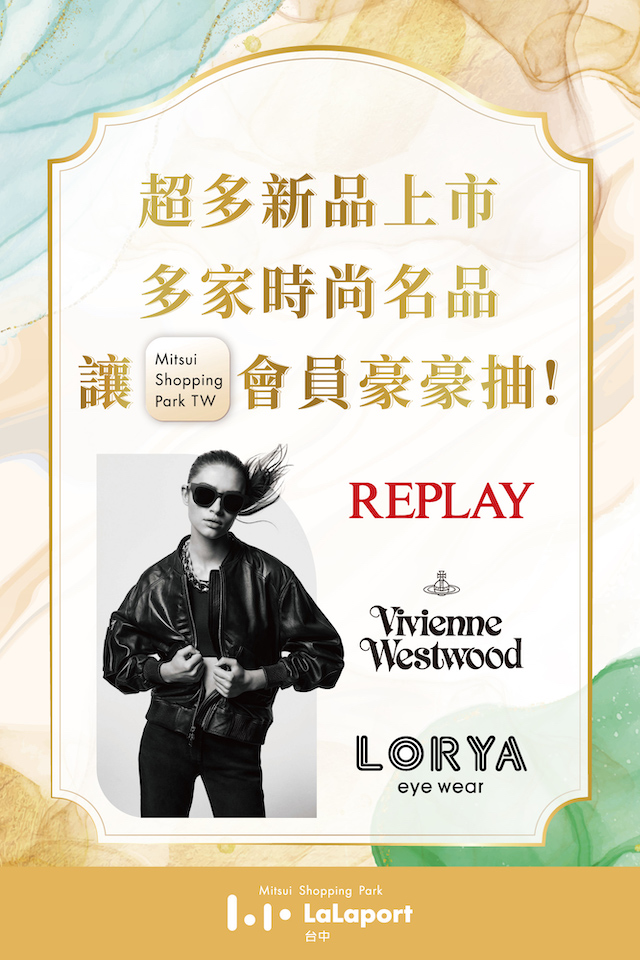 超多新品上市
多家時尚名品
讓 Mitsui Shopping Park TW 會員豪豪抽!
REPLAY
Vivienne
Westwood
LORYA
eye wear
Mitsui Shopping Park
LaLaport
台中